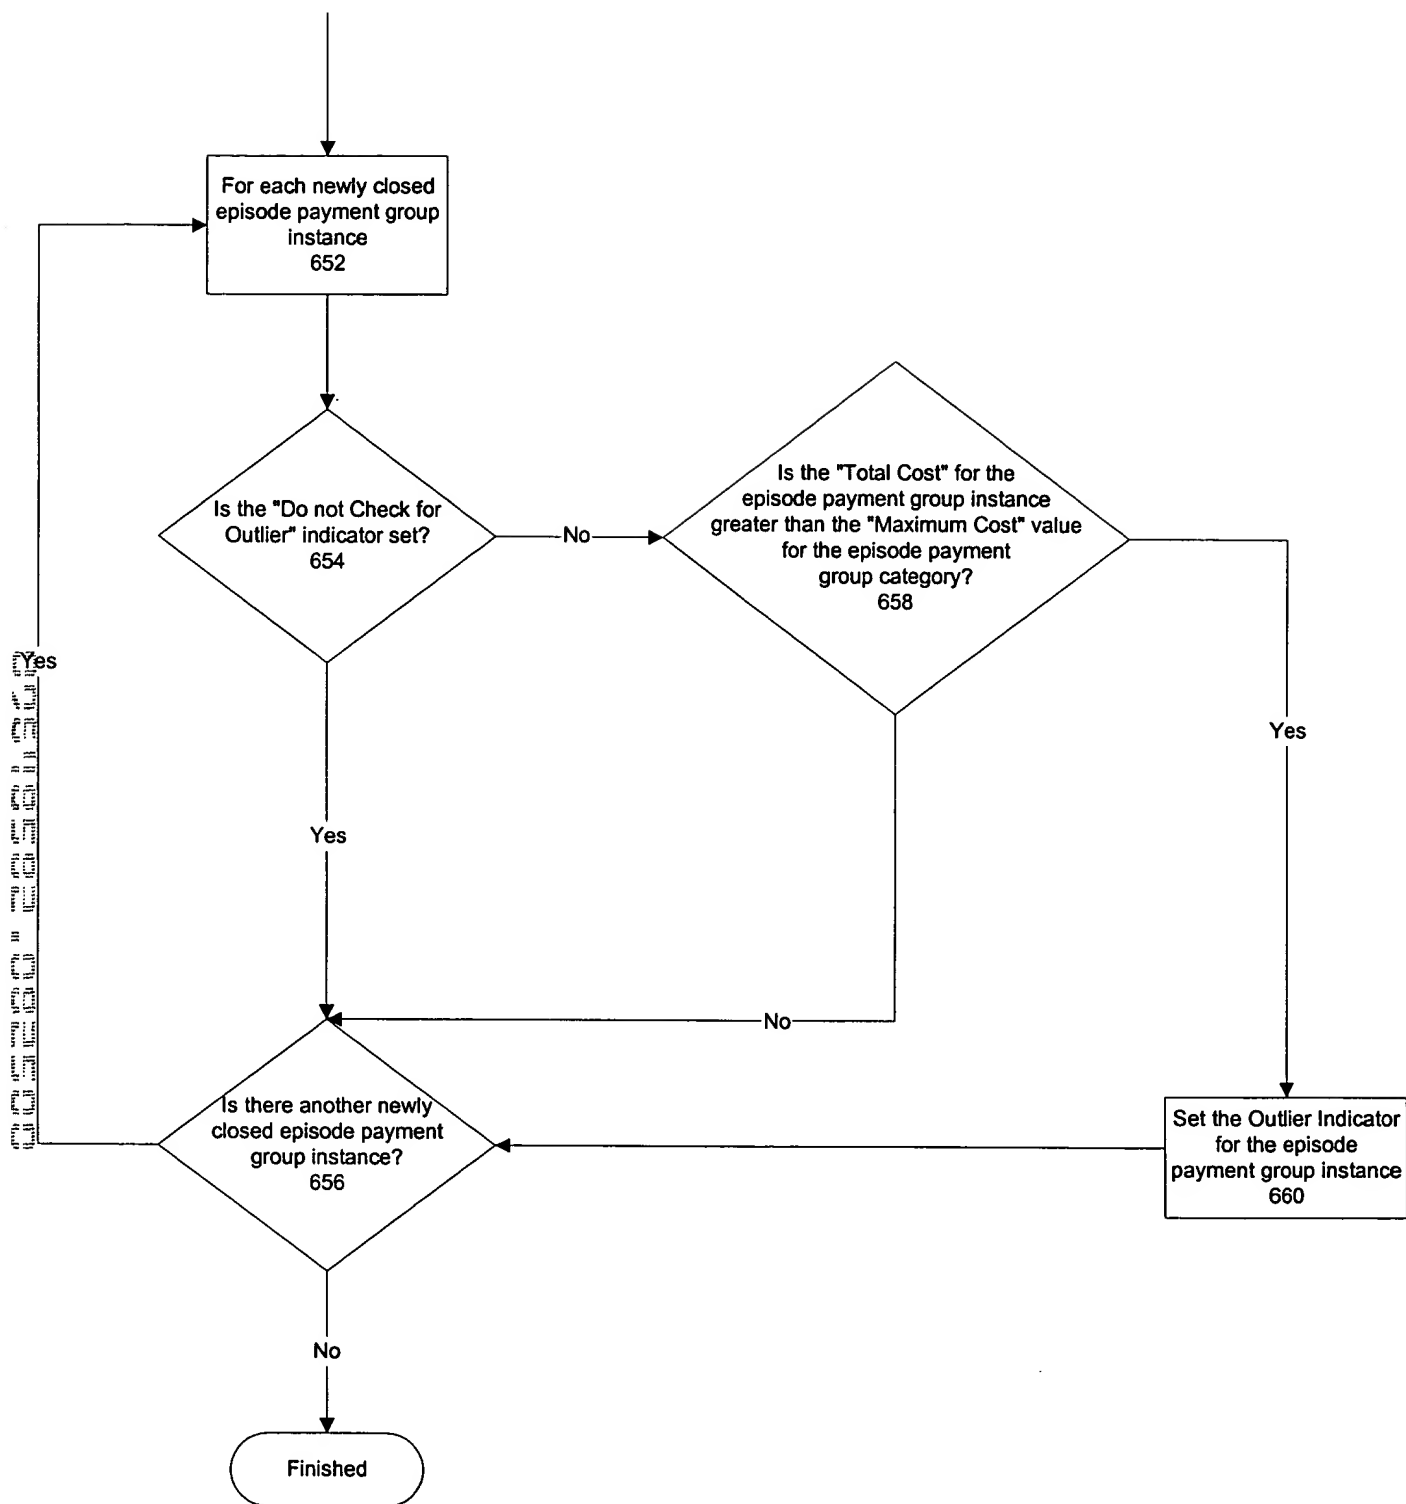 For each newly closed
episode payment group
instance
652
Is the "Do not Check for
Outlier" indicator set?
654
No
Is the "Total Cost" for the
episode payment group instance
greater than the "Maximum Cost" value
for the episode payment
group category?
658
Yes
Yes
Yes
No
Is there another newly
closed episode payment
group instance?
656
Set the Outlier Indicator
for the episode
payment group instance
660
No
Finished